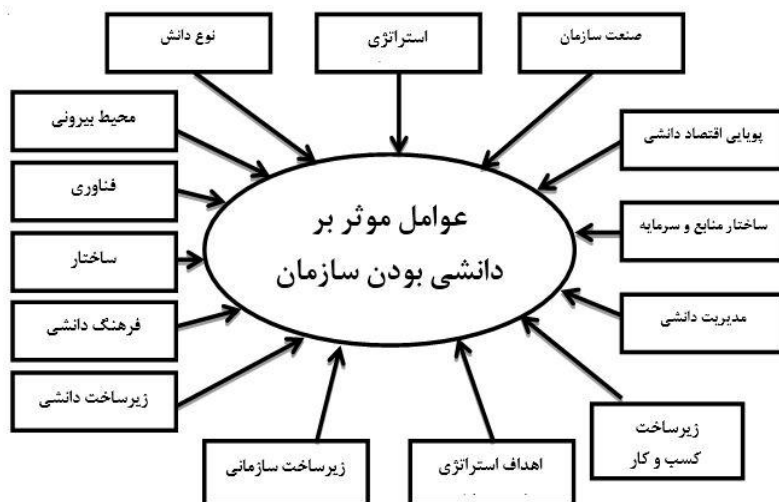 صنعت سازمان
استراتژی
نوع دانش
پویایی اقتصاد دانشی
محیط بیرونی
فناوری
ساختار منابع و سرمایه
ساختار
عوامل موثر بر
دانشی بودن سازمان
مدیریت دانشی
فرهنگ دانشی
زیرساخت دانشی
زیرساخت
کسب و کار
اهداف استراتژی
زیرساخت سازمانی